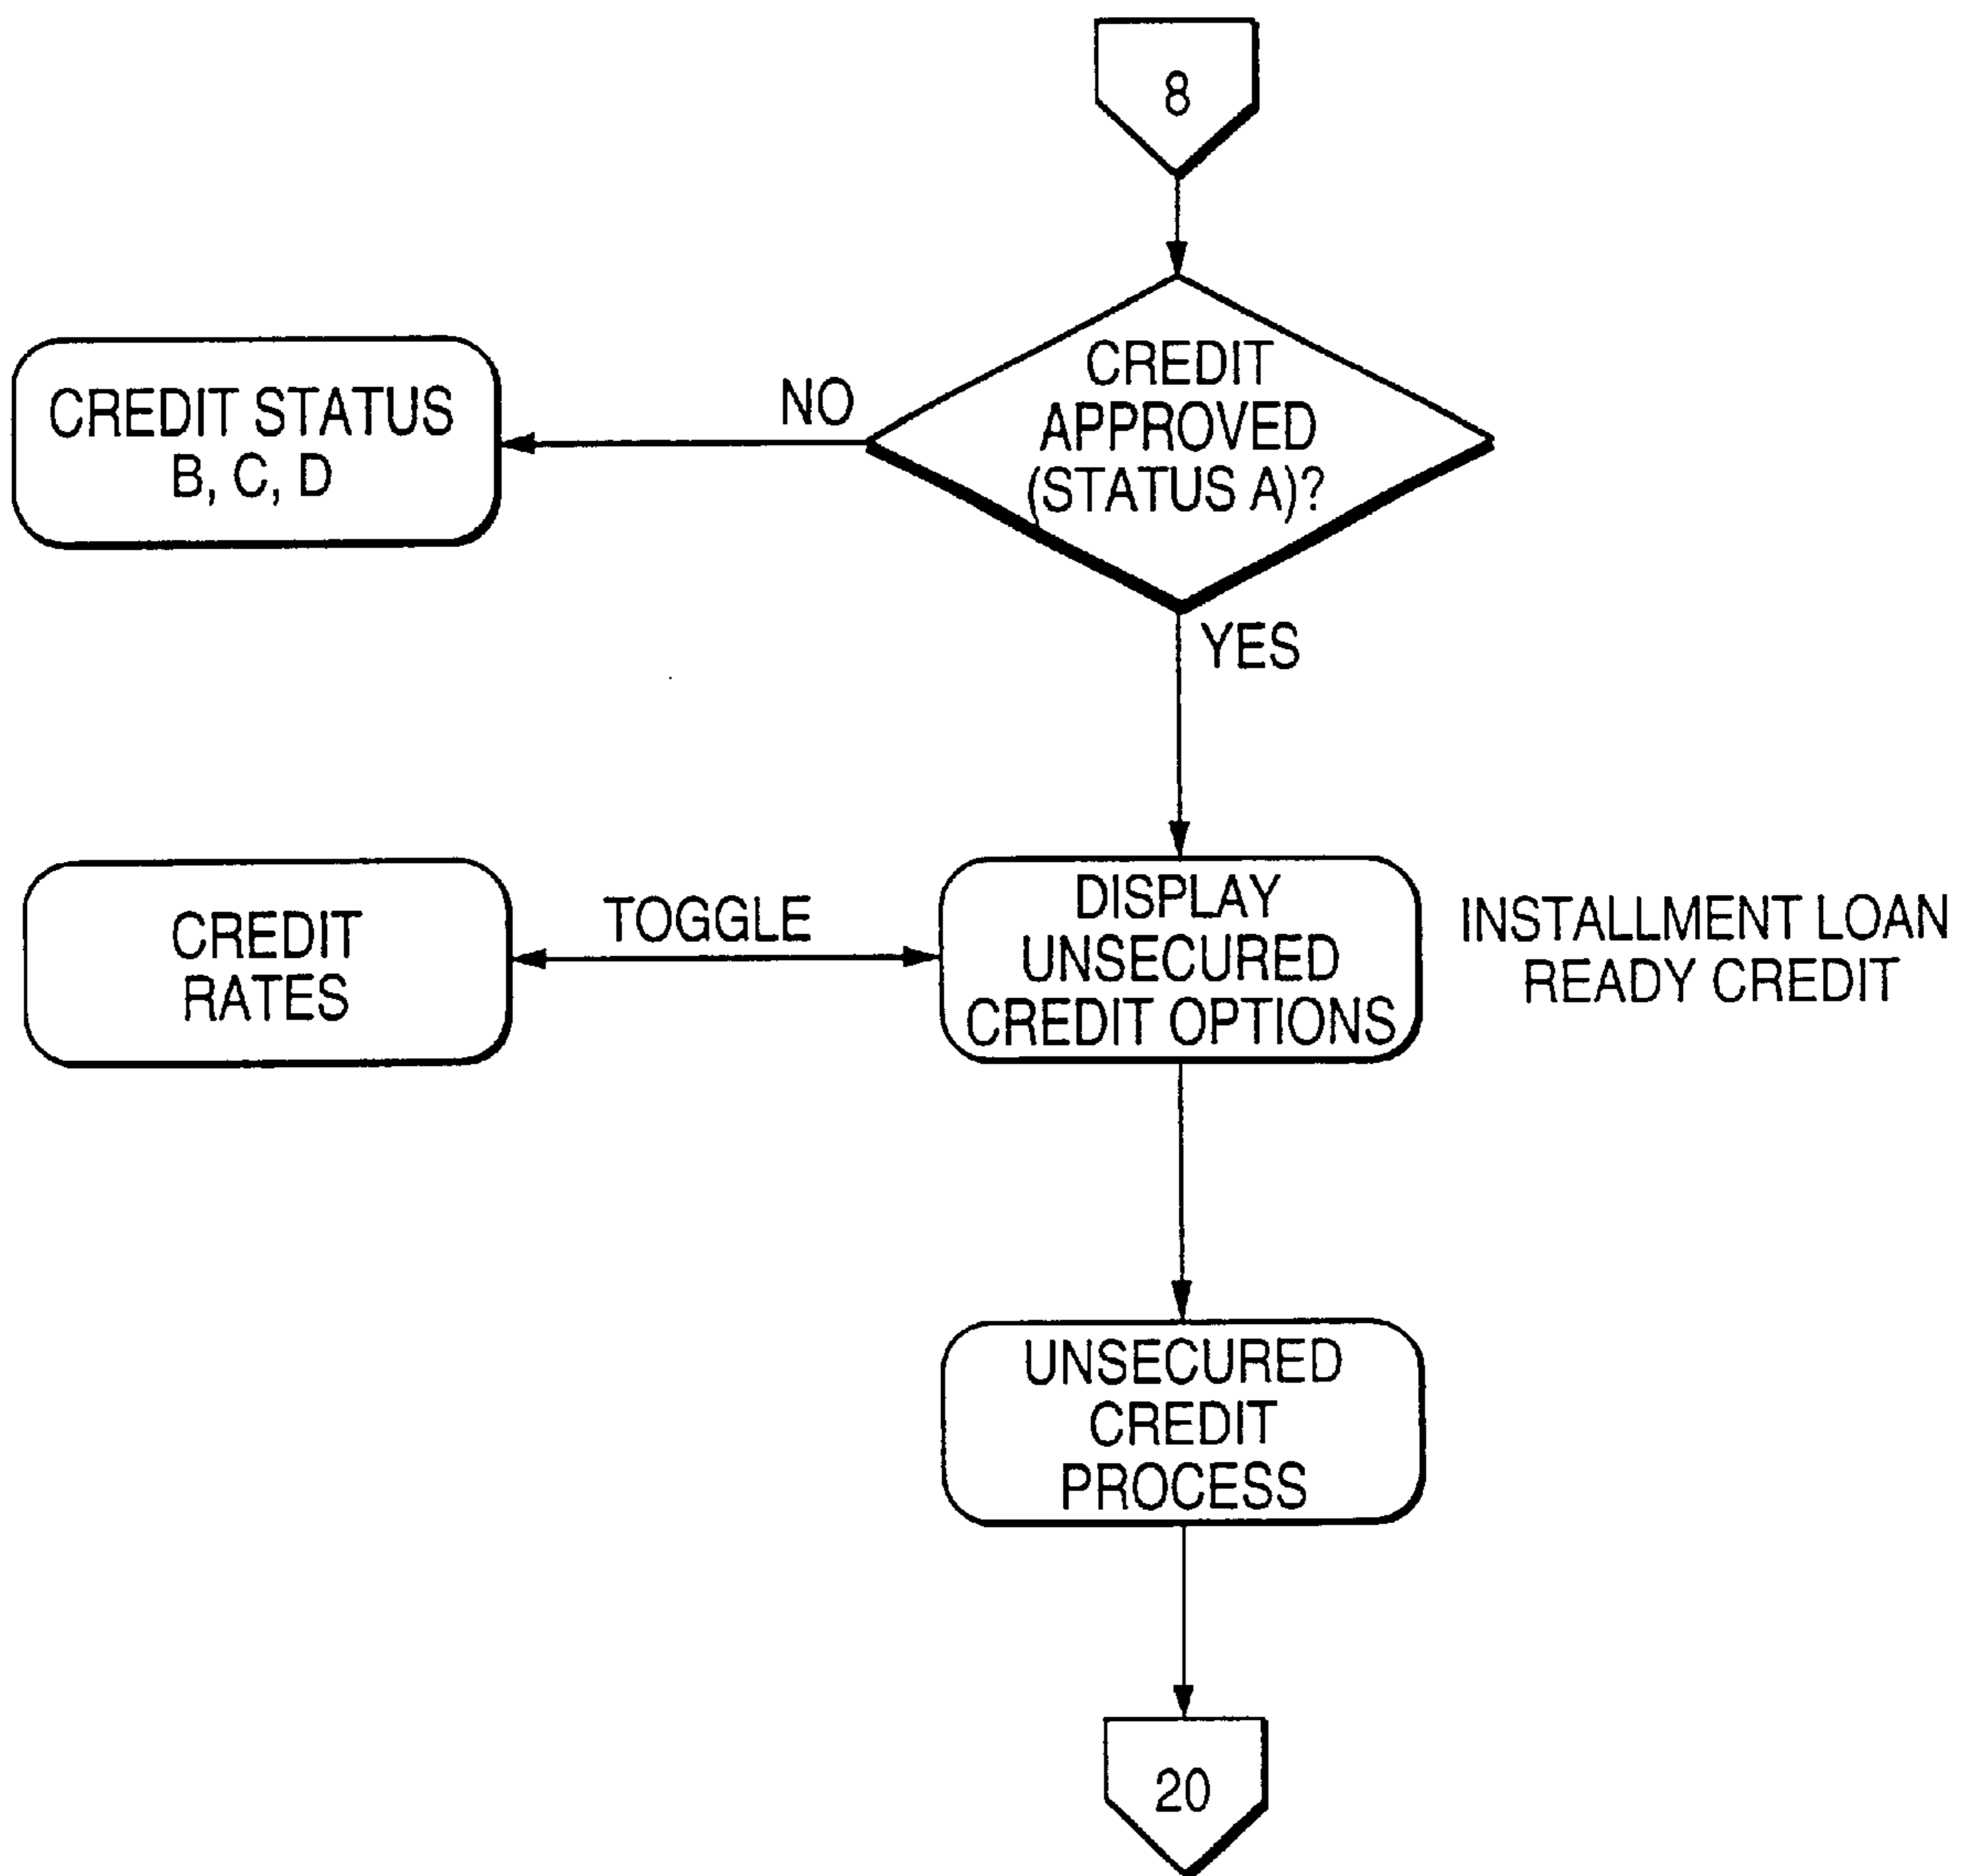 8
CREDIT
APPROVED
(STATUS A)?
NO
CREDIT STATUS
B, C, D
YES
DISPLAY
UNSECURED
CREDIT OPTIONS
TOGGLE
CREDIT
RATES
INSTALLMENT LOAN
READY CREDIT
UNSECURED
CREDIT
PROCESS
20